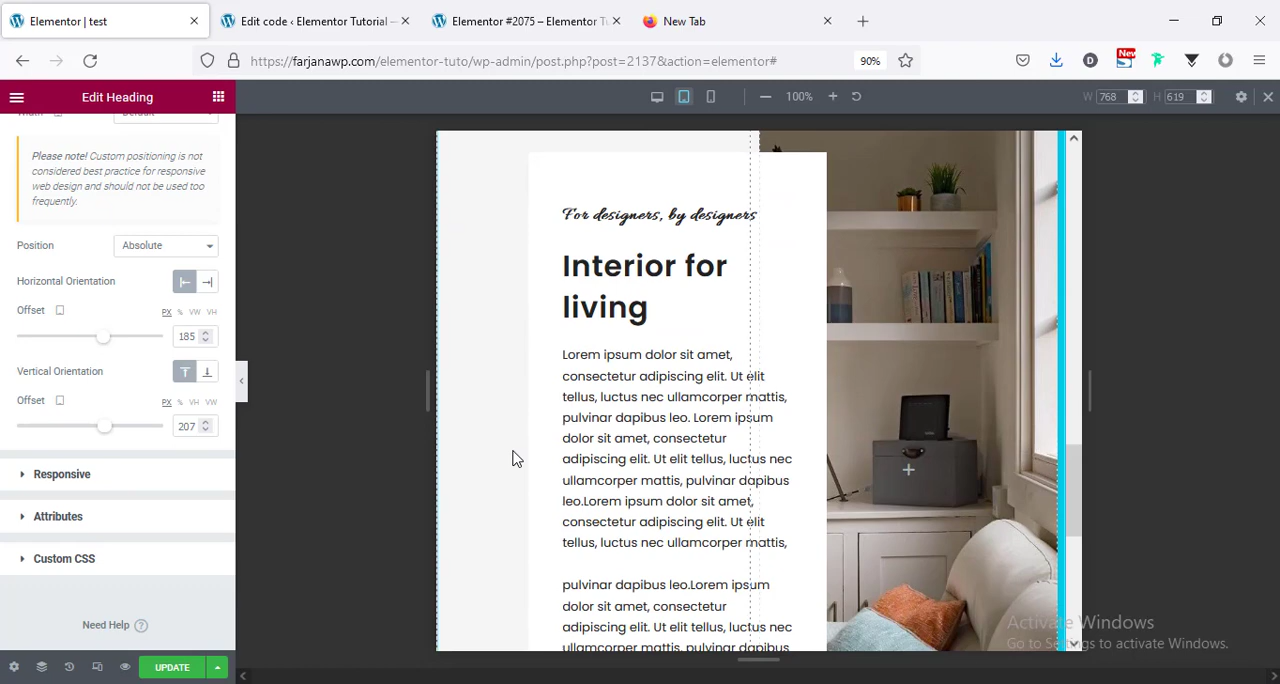 Elementor | test
Edit code ‹ Elementor Tutorial —
Elementor #2075 – Elementor Tu
New Tab
https://farjanawp.com/elementor-tuto/wp-admin/post.php?post=2137&action=elementor#
90%
New
Edit Heading
100%
W 768
H 619
Width
Default
Please note! Custom positioning is not
considered best practice for responsive
web design and should not be used too
frequently.
Position
Absolute
Horizontal Orientation
Offset
PX % VW VH
185
Vertical Orientation
Offset
PX % VH VW
207
Responsive
Attributes
Custom CSS
Need Help
UPDATE
For designers, by designers
Interior for
living
Lorem ipsum dolor sit amet,
consectetur adipiscing elit. Ut elit
tellus, luctus nec ullamcorper mattis,
pulvinar dapibus leo. Lorem ipsum
dolor sit amet, consectetur
adipiscing elit. Ut elit tellus, luctus nec
ullamcorper mattis, pulvinar dapibus
leo.Lorem ipsum dolor sit amet,
consectetur adipiscing elit. Ut elit
tellus, luctus nec ullamcorper mattis,
pulvinar dapibus leo.Lorem ipsum
dolor sit amet, consectetur
adipiscing elit. Ut elit tellus, luctus nec
ullamcorper mattis, pulvinar dapibus
Activate Windows
Go to Settings to activate Windows.